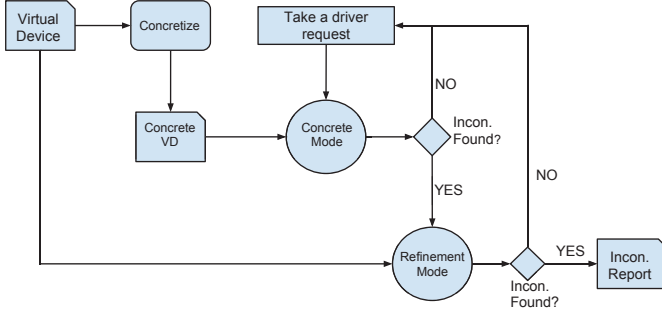 Virtual
Device
Concretize
Take a driver
request
NO
Concrete
VD
Concrete
Mode
Incon.
Found?
YES
NO
Refinement
Mode
YES
Incon.
Report
Incon.
Found?